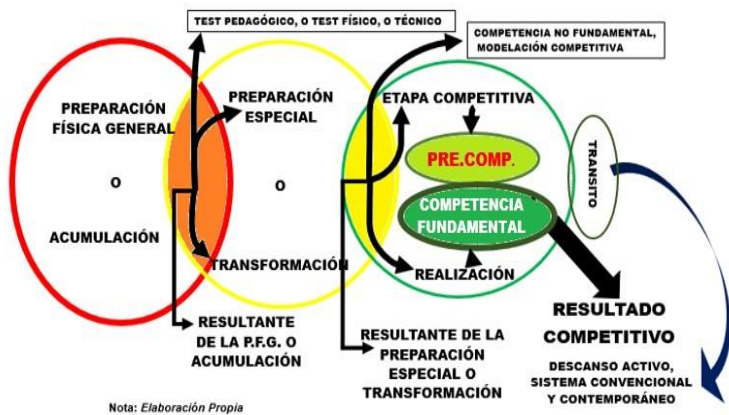 TEST PEDAGÓGICO, O TEST FÍSICO, O TÉCNICO
COMPETENCIA NO FUNDAMENTAL,
MODELACIÓN COMPETITIVA
PREPARACIÓN
FÍSICA GENERAL
O
ACUMULACIÓN
PREPARACIÓN
ESPECIAL
O
TRANSFORMACIÓN
ETAPA COMPETITIVA
PRE.COMP.
COMPETENCIA
FUNDAMENTAL
REALIZACIÓN
TRANSITO
RESULTANTE
DE LA P.F.G. O
ACUMULACIÓN
RESULTANTE DE LA
PREPARACIÓN
ESPECIAL O
TRANSFORMACIÓN
RESULTADO
COMPETITIVO
DESCANSO ACTIVO,
SISTEMA CONVENCIONAL
Y CONTEMPORÁNEO
Nota: Elaboración Propia